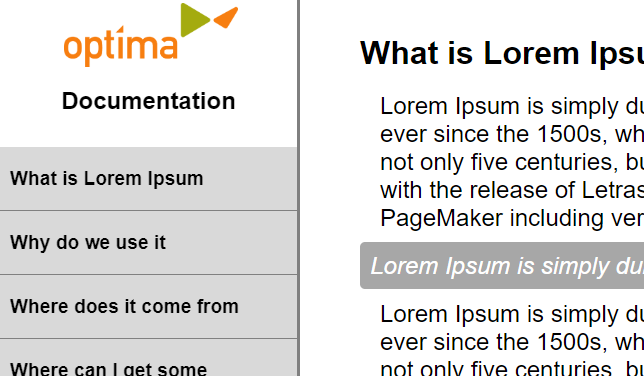 optima
Documentation
What is Lorem Ipsum
Why do we use it
Where does it come from
Where can I get some
What is Lorem Ipsu
Lorem Ipsum is simply du
ever since the 1500s, wh
not only five centuries, bu
with the release of Letras
PageMaker including ver
Lorem Ipsum is simply du
Lorem Ipsum is simply du
ever since the 1500s, wh
not only five centuries, bu